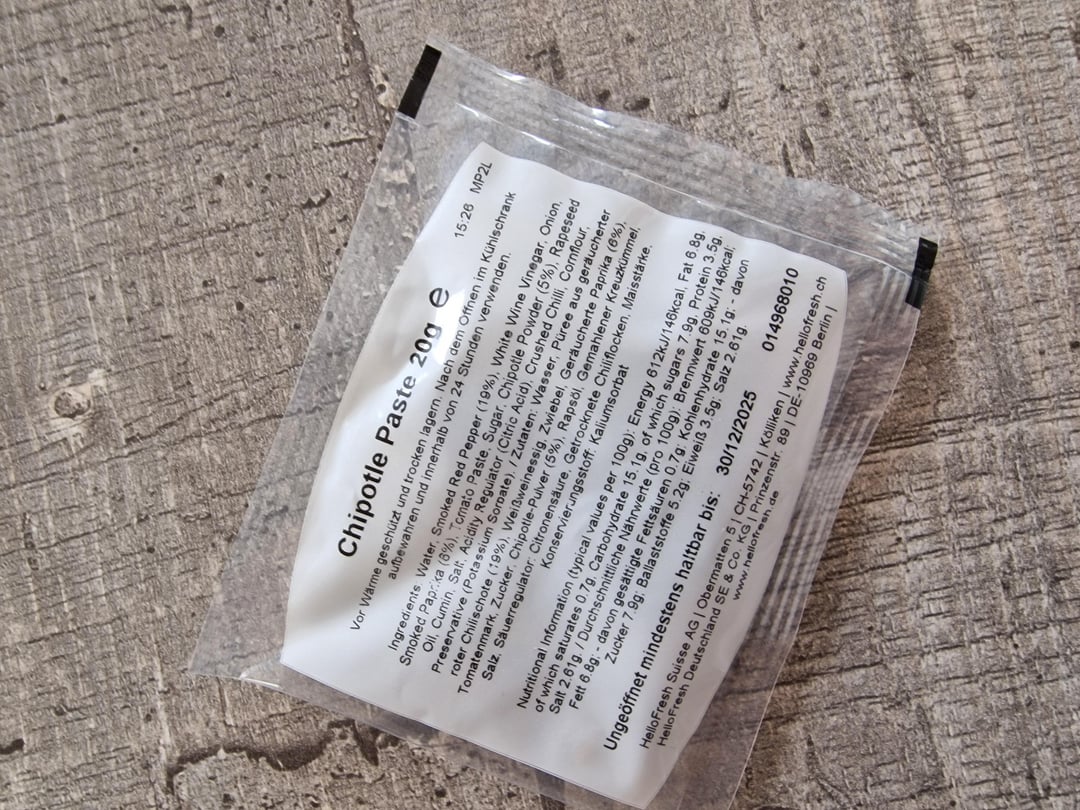 15:26 MP2L
Chipotle Paste 20g e
Vor Wärme geschützt und trocken lagern. Nach dem Öffnen im Kühlschrank
aufbewahren und innerhalb von 24 Stunden verwenden.
Ingredients: Water, Smoked Red Pepper (19%), White Wine Vinegar, Onion,
Smoked Paprika (6%), Tomato Paste, Sugar, Chipotle Powder (5%), Rapeseed
Oil, Cumin, Salt, Acidity Regulator (Citric Acid), Crushed Chilli, Cornflour,
Preservative (Potassium Sorbate). / Zutaten: Wasser, Püree aus geräucherter
roter Chilischote (19%), Weißweinessig, Zwiebel, Geräucherte Paprika (6%),
Tomatenmark, Zucker, Chipotle-Pulver (5%), Rapsöl, Gemahlener Kreuzkümmel,
Salz, Säuerregulator: Citronensäure, Getrocknete Chiliflocken, Maisstärke,
Konservierungsstoff: Kaliumsorbat
Nutritional Information (typical values per 100g): Energy 612kJ/146kcal, Fat 6.8g,
of which saturates 0.7g, Carbohydrate 15.1g, of which sugars 7.9g, Protein 3.5g,
Salt 2.61g. / Durchschnittliche Nährwerte (pro 100g): Brennwert 609kJ/146kcal;
Fett 6.8g; - davon gesättigte Fettsäuren 0.7g; Kohlenhydrate 15.1g; - davon
Zucker 7.9g; Ballaststoffe 5.2g; Eiweiß 3.5g; Salz 2.61g.
Ungeöffnet mindestens haltbar bis: 30/12/2025 014968010
HelloFresh Suisse AG | Obermatten 5 | CH-5742 | Kölliken | www.hellofresh.ch
HelloFresh Deutschland SE & Co. KG | Prinzenstr. 89 | DE-10969 Berlin |
www.hellofresh.de